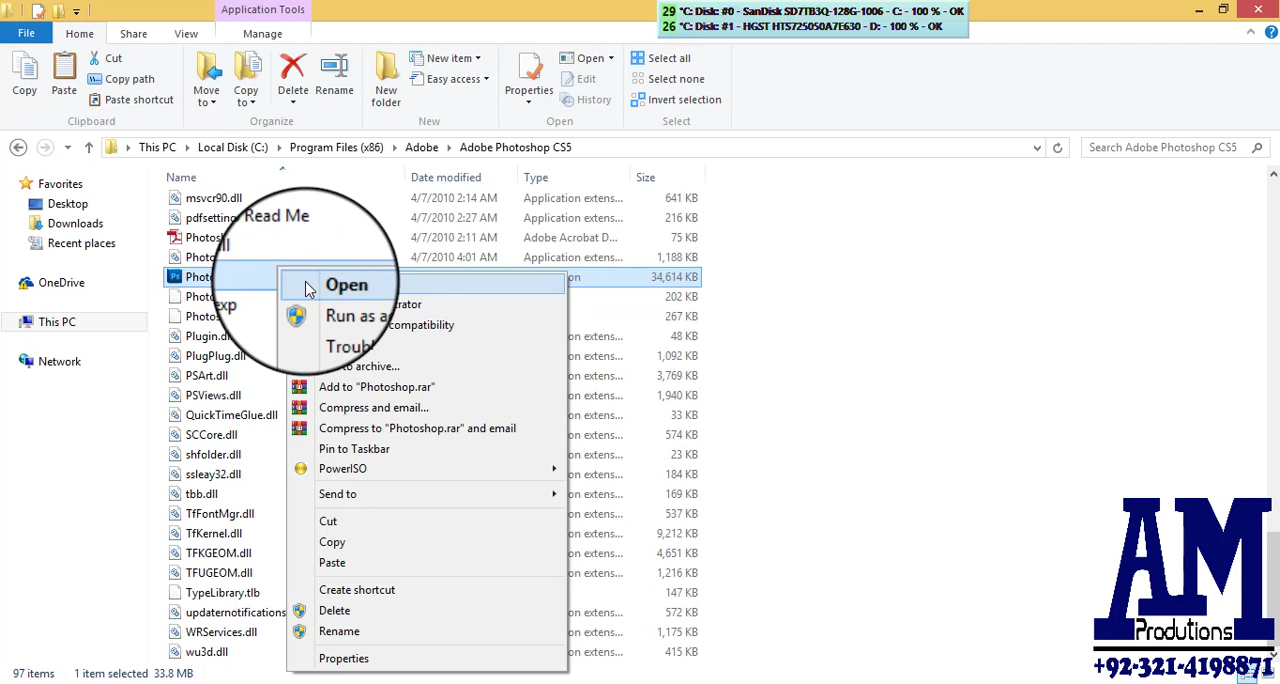 Application Tools
29 °C: Disk: #0 - SanDisk SD7TB3Q-128G-1006 - C: - 100 % - OK
26 °C: Disk: #1 - HGST HTS725050A7E630 - D: - 100 % - OK
File Home Share View Manage
Copy
Paste
Cut
Copy path
Paste shortcut
Clipboard
Move to
Copy to
Delete
Rename
Organize
New folder
New item
Easy access
New
Properties
Open
Edit
History
Open
Select all
Select none
Invert selection
Select
This PC Local Disk (C:) Program Files (x86) Adobe Adobe Photoshop CS5
Search Adobe Photoshop CS5
Favorites
Desktop
Downloads
Recent places
OneDrive
This PC
Network
Name Date modified Type Size
msvcr90.dll 4/7/2010 2:14 AM Application extens... 641 KB
pdfsetting 4/7/2010 2:27 AM Application extens... 216 KB
Photosh 4/7/2010 2:11 AM Adobe Acrobat D... 75 KB
Photo 4/7/2010 4:01 AM Application extens... 1,188 KB
Photo 34,614 KB
Photo 202 KB
Photos 267 KB
Plugin.d 48 KB
PlugPlug.dll 1,092 KB
PSArt.dll 3,769 KB
PSViews.dll 1,940 KB
QuickTimeGlue.dll 33 KB
SCCore.dll 574 KB
shfolder.dll 23 KB
ssleay32.dll 184 KB
tbb.dll 169 KB
TfFontMgr.dll 537 KB
TfKernel.dll 9,212 KB
TFKGEOM.dll 4,651 KB
TFUGEOM.dll 1,216 KB
TypeLibrary.tlb 147 KB
updaternotifications 572 KB
WRServices.dll 1,175 KB
wu3d.dll 415 KB
Read Me
exp
Open
Run as a
Troubl
compatibility
to archive...
Add to "Photoshop.rar"
Compress and email...
Compress to "Photoshop.rar" and email
Pin to Taskbar
PowerISO
Send to
Cut
Copy
Paste
Create shortcut
Delete
Rename
Properties
97 items 1 item selected 33.8 MB
AM
Produtions
+92-321-4198871